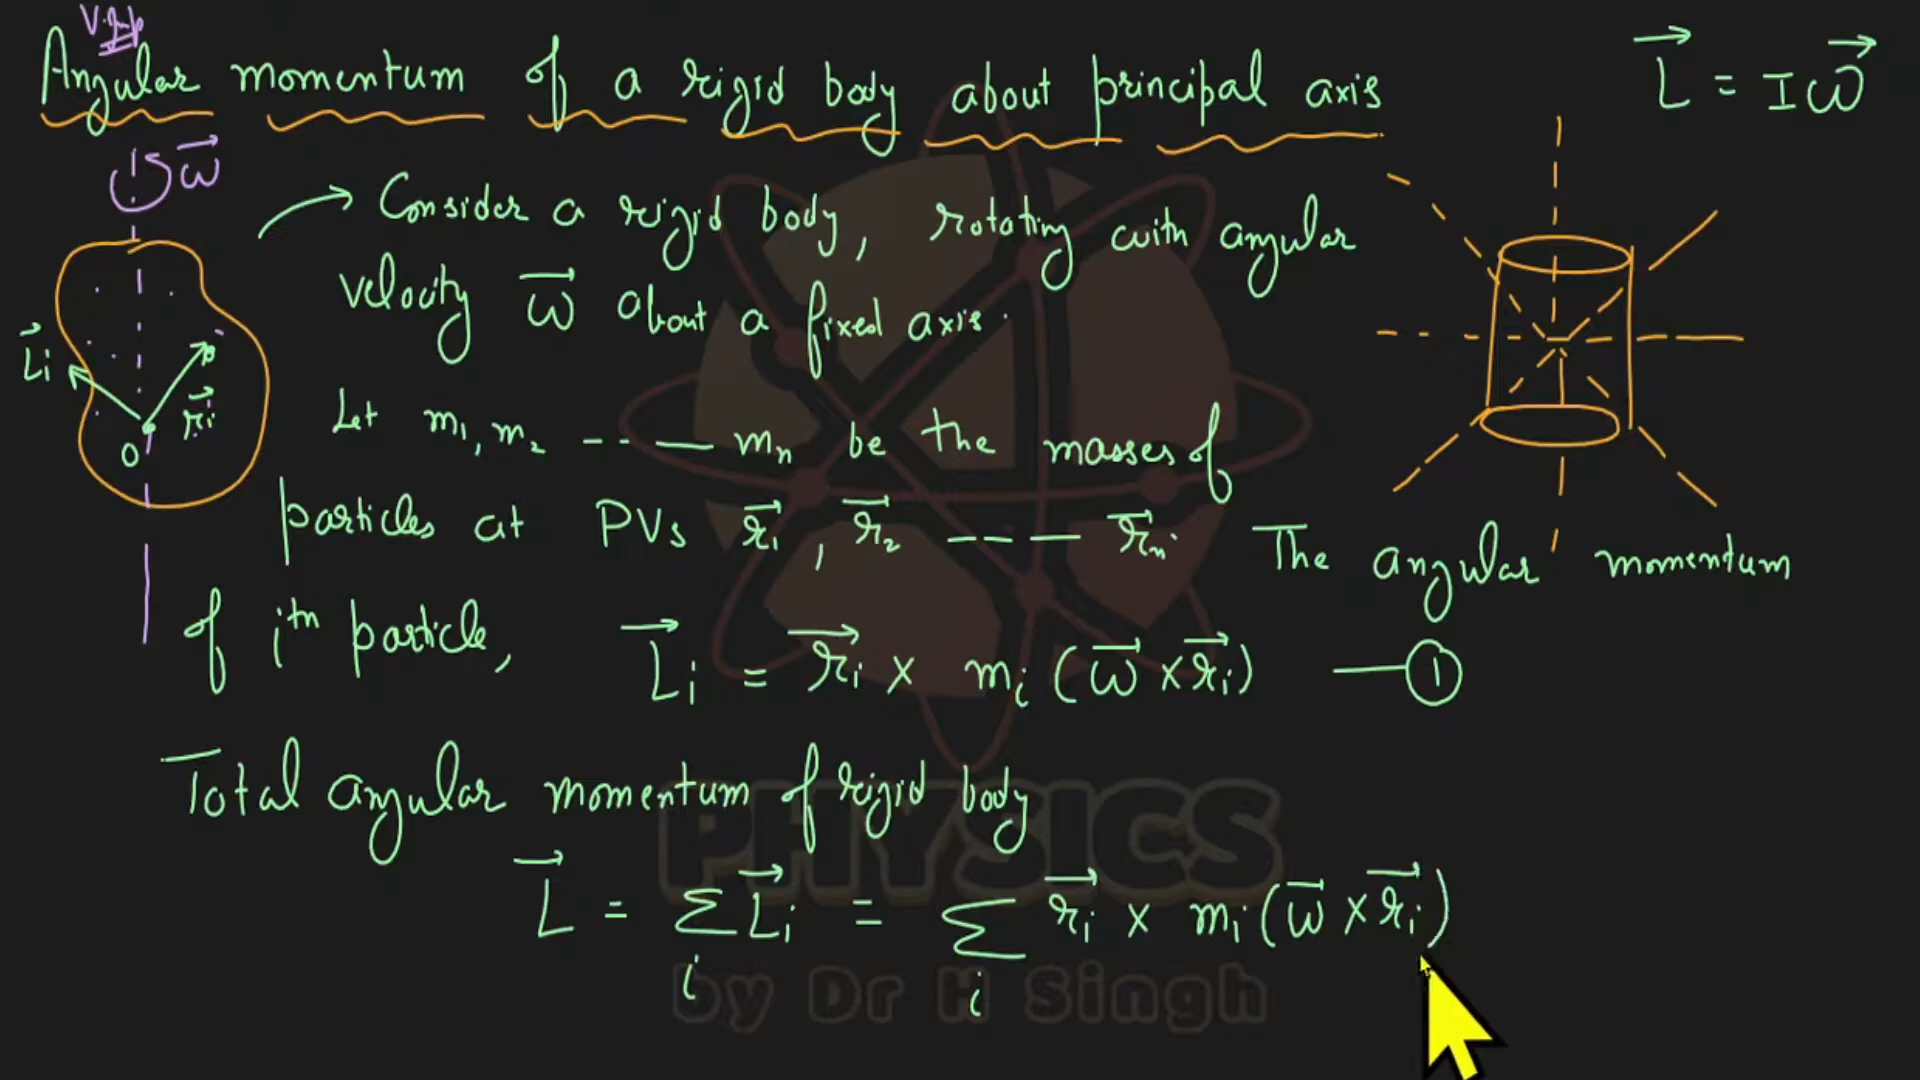 V. Imp
Angular momentum of a rigid body about principal axis
L⃗ = Iω⃗
ω⃗
→ Consider a rigid body, rotating with angular
velocity ω⃗ about a fixed axis.
L⃗i
r⃗i
O
Let m₁, m₂ ----- mₙ be the masses of
particles at PVs r⃗₁, r⃗₂ ----- r⃗ₙ. The angular momentum
of ith particle, L⃗i = r⃗i × mi (ω⃗ × r⃗i) — ①
Total angular momentum of rigid body
L⃗ = Σi L⃗i = Σi r⃗i × mi (ω⃗ × r⃗i)
PHYSICS
by Dr H Singh